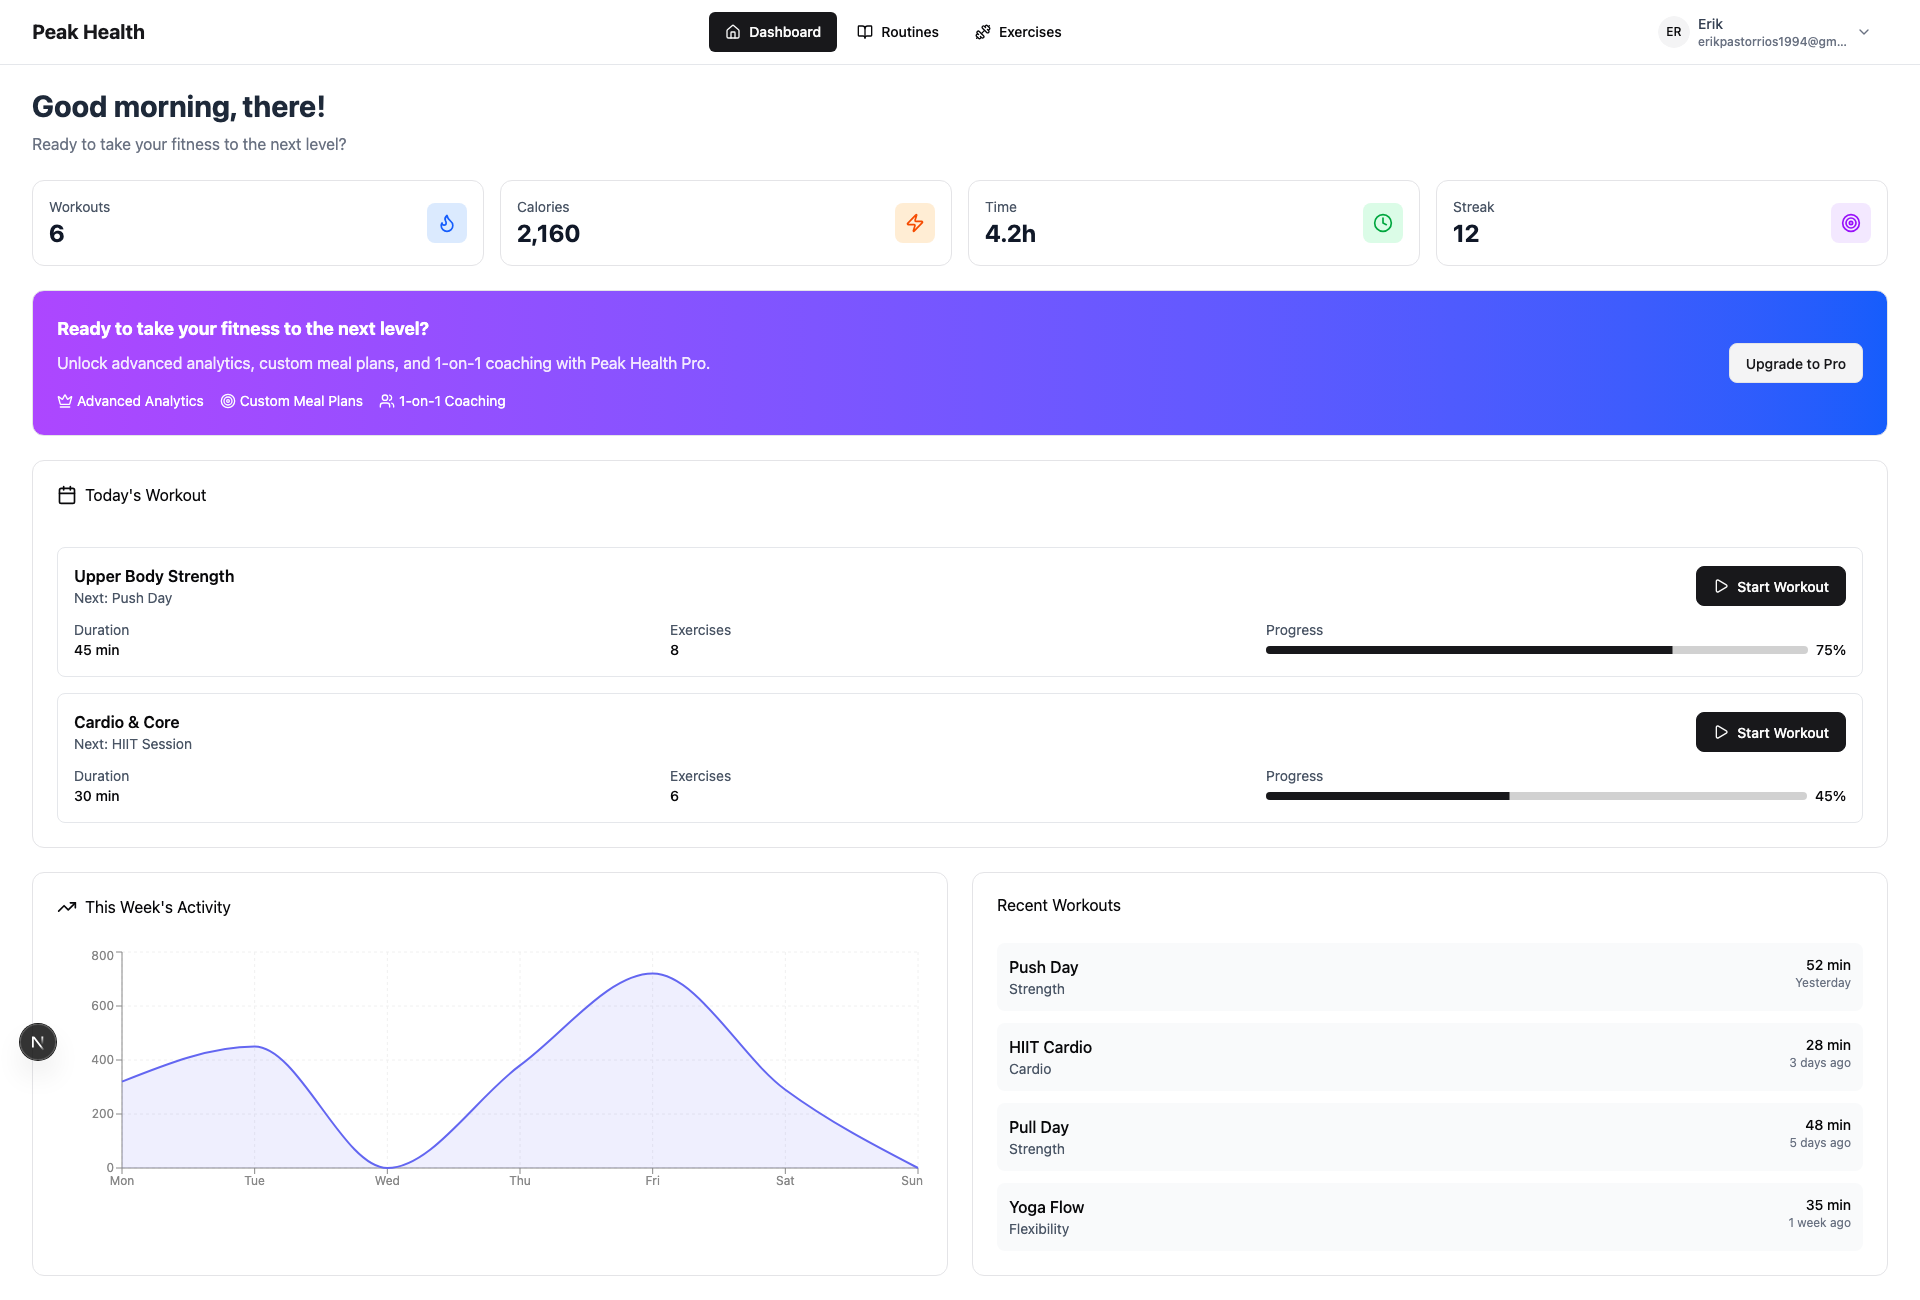 Peak Health
Dashboard
Routines
Exercises
ER
Erik
erikpastorrios1994@gm...
Good morning, there!
Ready to take your fitness to the next level?
Workouts
6
Calories
2,160
Time
4.2h
Streak
12
Ready to take your fitness to the next level?
Unlock advanced analytics, custom meal plans, and 1-on-1 coaching with Peak Health Pro.
Advanced Analytics
Custom Meal Plans
1-on-1 Coaching
Upgrade to Pro
Today's Workout
Upper Body Strength
Next: Push Day
Start Workout
Duration
45 min
Exercises
8
Progress
75%
Cardio & Core
Next: HIIT Session
Start Workout
Duration
30 min
Exercises
6
Progress
45%
This Week's Activity
800
600
400
200
0
Mon
Tue
Wed
Thu
Fri
Sat
Sun
N
Recent Workouts
Push Day
Strength
52 min
Yesterday
HIIT Cardio
Cardio
28 min
3 days ago
Pull Day
Strength
48 min
5 days ago
Yoga Flow
Flexibility
35 min
1 week ago